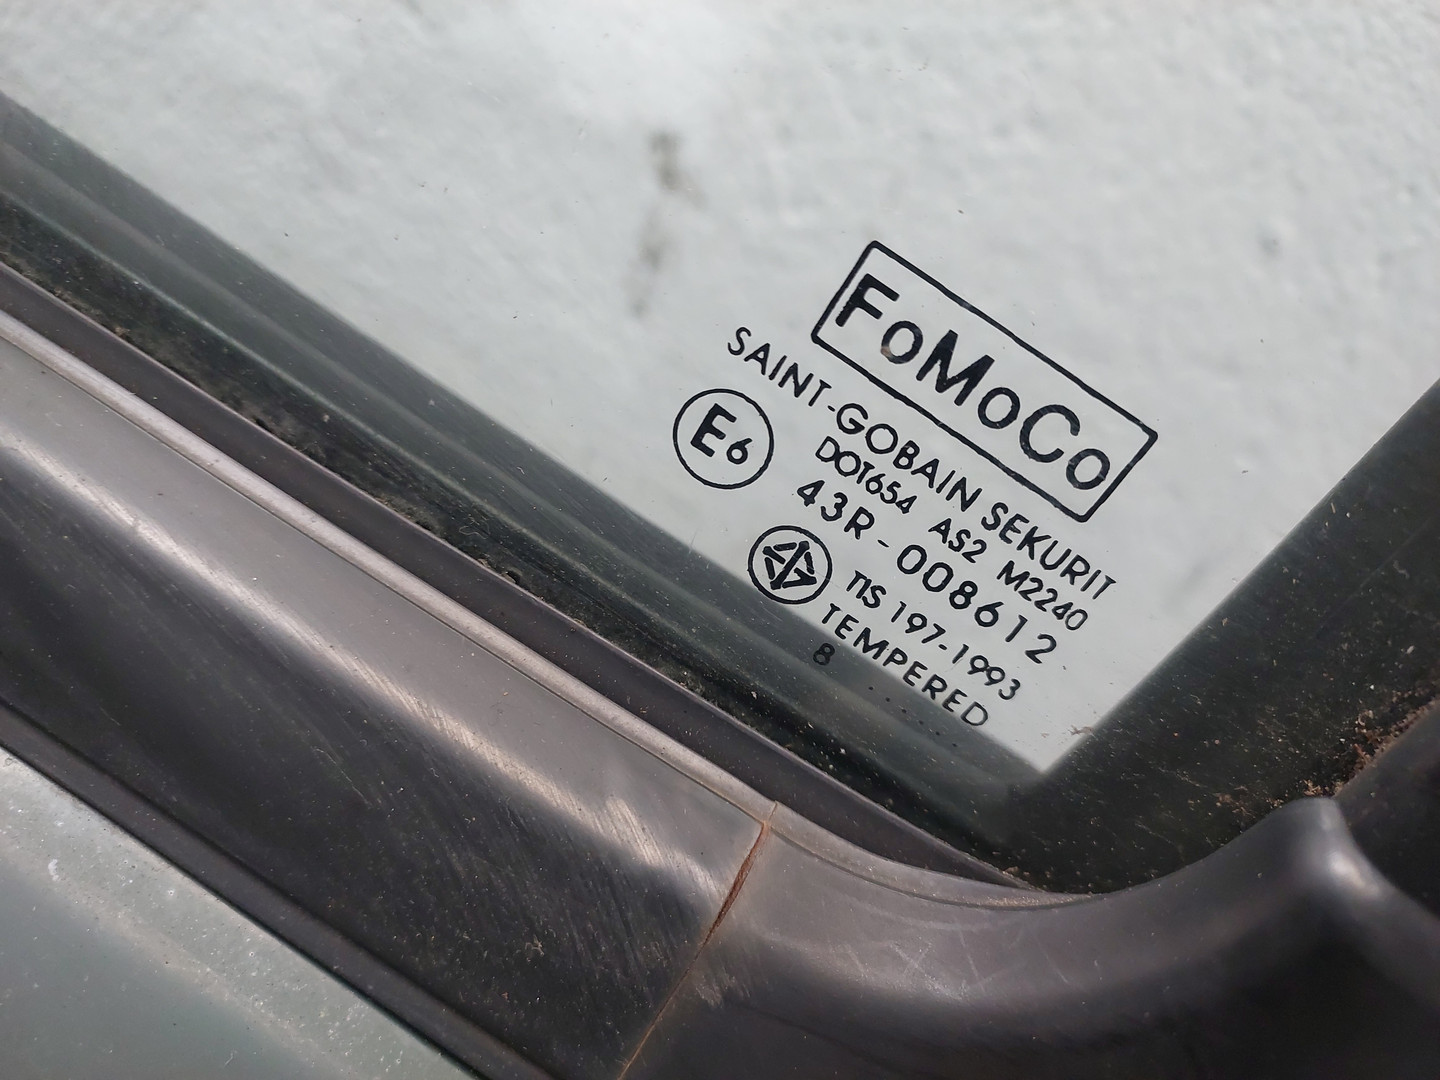 FoMoCo
SAINT-GOBAIN SEKURIT
E6
DOT654 AS2 M2240
43R-008612
TIS 197-1993
TEMPERED
8